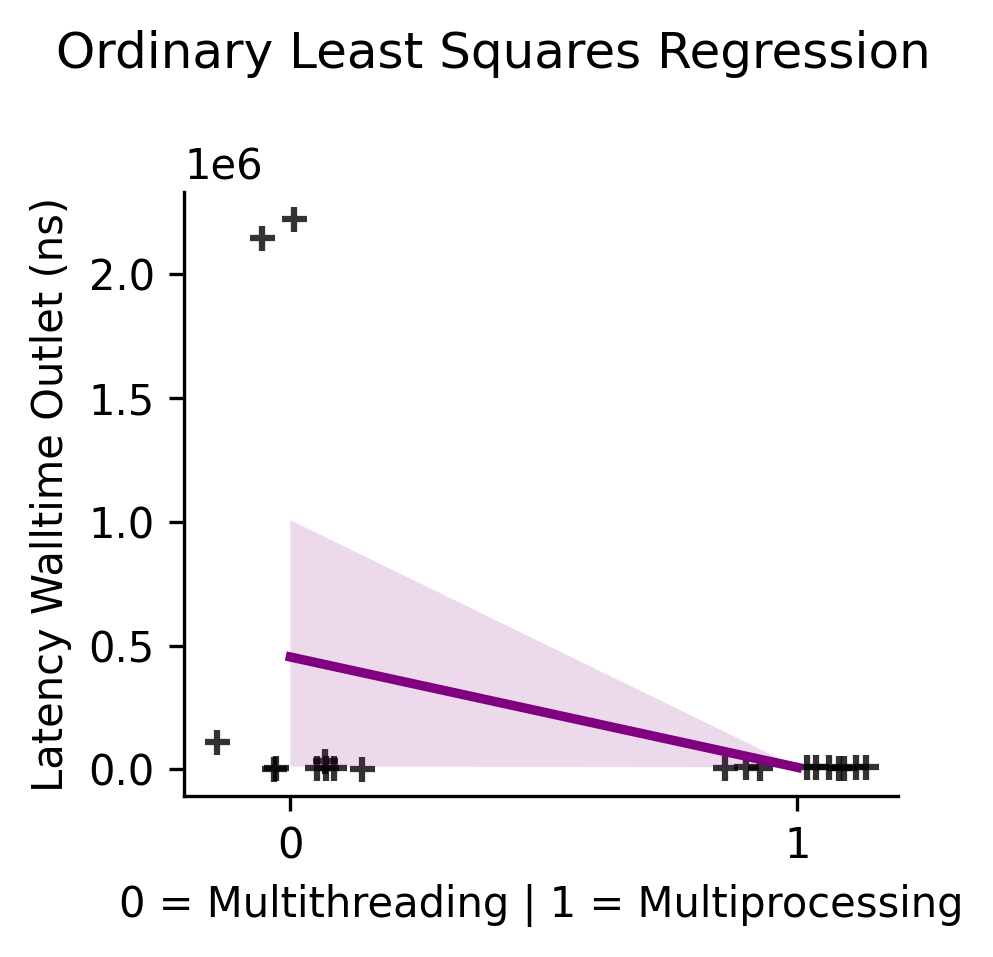 Ordinary Least Squares Regression
1e6
Latency Walltime Outlet (ns)
2.0
1.5
1.0
0.5
0.0
0 1
0 = Multithreading | 1 = Multiprocessing